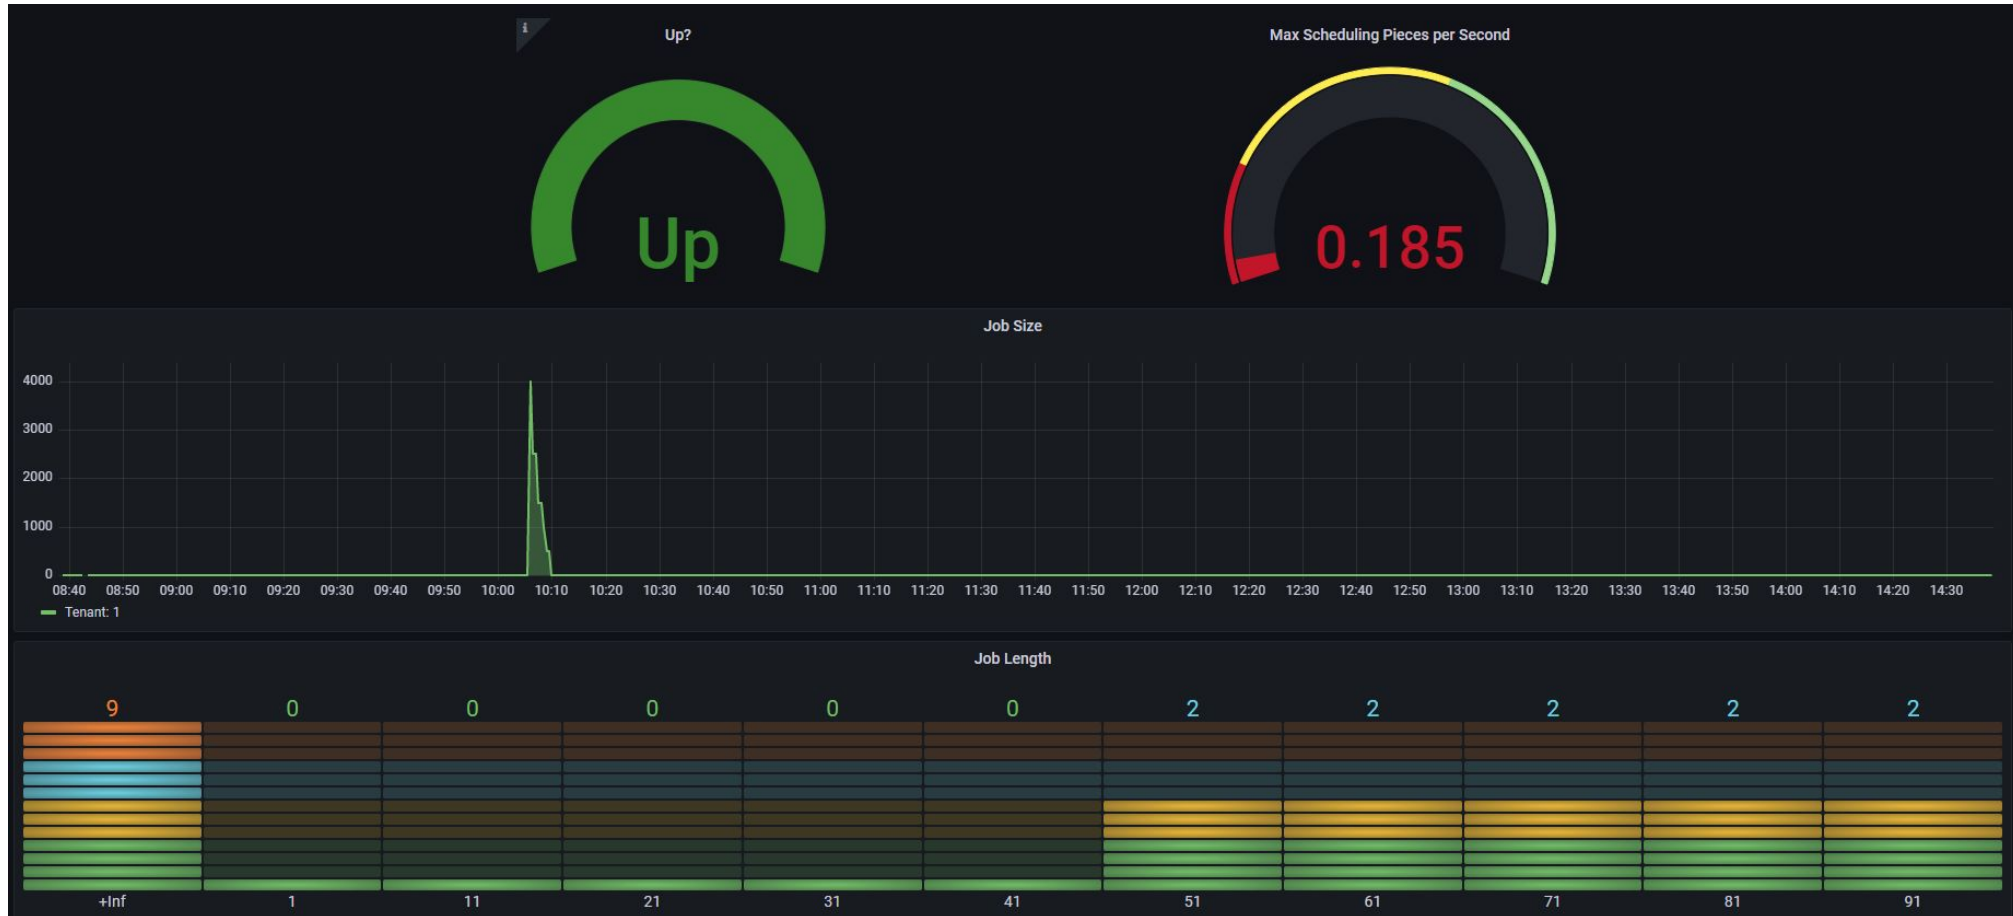 i
Up?
Max Scheduling Pieces per Second
Up
0.185
Job Size
4000
3000
2000
1000
0
08:40 08:50 09:00 09:10 09:20 09:30 09:40 09:50 10:00 10:10 10:20 10:30 10:40 10:50 11:00 11:10 11:20 11:30 11:40 11:50 12:00 12:10 12:20 12:30 12:40 12:50 13:00 13:10 13:20 13:30 13:40 13:50 14:00 14:10 14:20 14:30
Tenant: 1
Job Length
9 0 0 0 0 0 2 2 2 2 2
+Inf 1 11 21 31 41 51 61 71 81 91